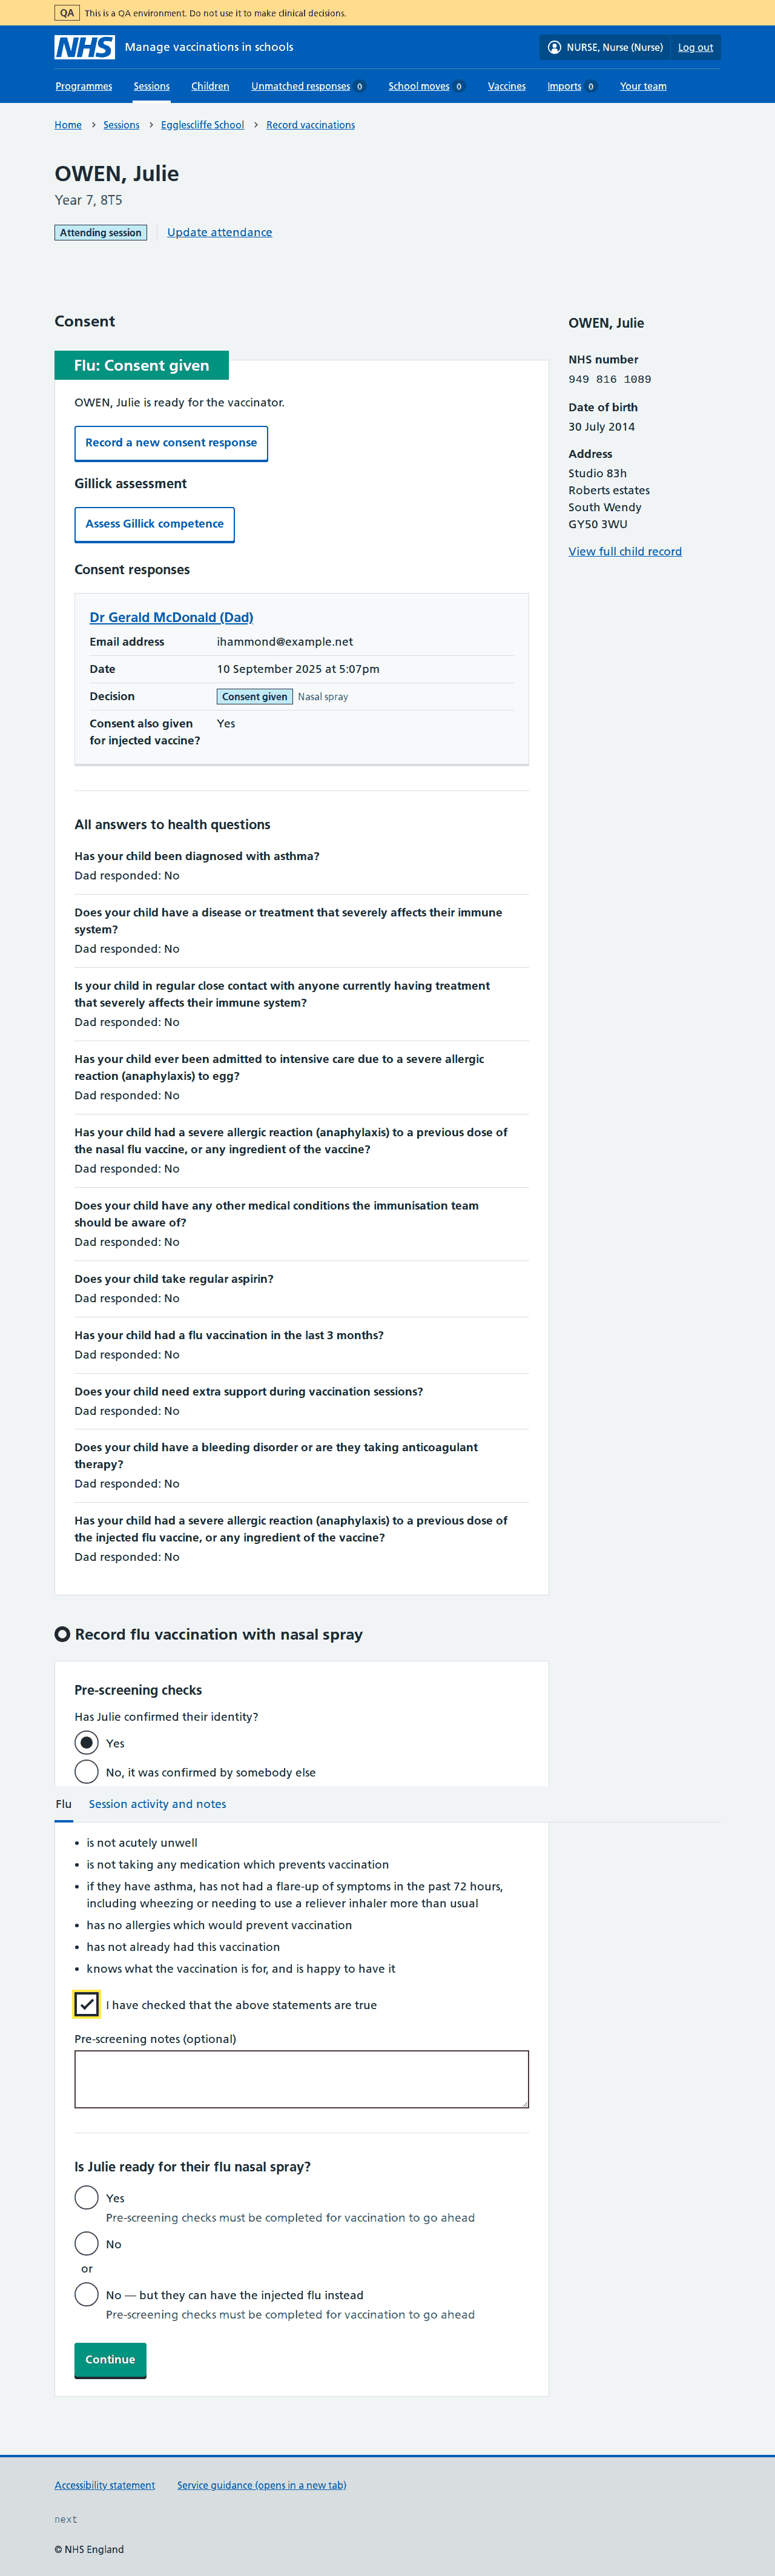 QA This is a QA environment. Do not use it to make clinical decisions.
NHS Manage vaccinations in schools
NURSE, Nurse (Nurse) Log out
Programmes Sessions Children Unmatched responses 0 School moves 0 Vaccines Imports 0 Your team
Home Sessions Egglescliffe School Record vaccinations
OWEN, Julie
Year 7, 8T5
Attending session Update attendance
Consent
Flu: Consent given
OWEN, Julie is ready for the vaccinator.
Record a new consent response
Gillick assessment
Assess Gillick competence
Consent responses
Dr Gerald McDonald (Dad)
Email address ihammond@example.net
Date 10 September 2025 at 5:07pm
Decision Consent given Nasal spray
Consent also given Yes
for injected vaccine?
All answers to health questions
Has your child been diagnosed with asthma?
Dad responded: No
Does your child have a disease or treatment that severely affects their immune
system?
Dad responded: No
Is your child in regular close contact with anyone currently having treatment
that severely affects their immune system?
Dad responded: No
Has your child ever been admitted to intensive care due to a severe allergic
reaction (anaphylaxis) to egg?
Dad responded: No
Has your child had a severe allergic reaction (anaphylaxis) to a previous dose of
the nasal flu vaccine, or any ingredient of the vaccine?
Dad responded: No
Does your child have any other medical conditions the immunisation team
should be aware of?
Dad responded: No
Does your child take regular aspirin?
Dad responded: No
Has your child had a flu vaccination in the last 3 months?
Dad responded: No
Does your child need extra support during vaccination sessions?
Dad responded: No
Does your child have a bleeding disorder or are they taking anticoagulant
therapy?
Dad responded: No
Has your child had a severe allergic reaction (anaphylaxis) to a previous dose of
the injected flu vaccine, or any ingredient of the vaccine?
Dad responded: No
OWEN, Julie
NHS number
949 816 1089
Date of birth
30 July 2014
Address
Studio 83h
Roberts estates
South Wendy
GY50 3WU
View full child record
Record flu vaccination with nasal spray
Pre-screening checks
Has Julie confirmed their identity?
Yes
No, it was confirmed by somebody else
Flu Session activity and notes
• is not acutely unwell
• is not taking any medication which prevents vaccination
• if they have asthma, has not had a flare-up of symptoms in the past 72 hours,
including wheezing or needing to use a reliever inhaler more than usual
• has no allergies which would prevent vaccination
• has not already had this vaccination
• knows what the vaccination is for, and is happy to have it
I have checked that the above statements are true
Pre-screening notes (optional)
Is Julie ready for their flu nasal spray?
Yes
Pre-screening checks must be completed for vaccination to go ahead
No
or
No — but they can have the injected flu instead
Pre-screening checks must be completed for vaccination to go ahead
Continue
Accessibility statement Service guidance (opens in a new tab)
next
© NHS England